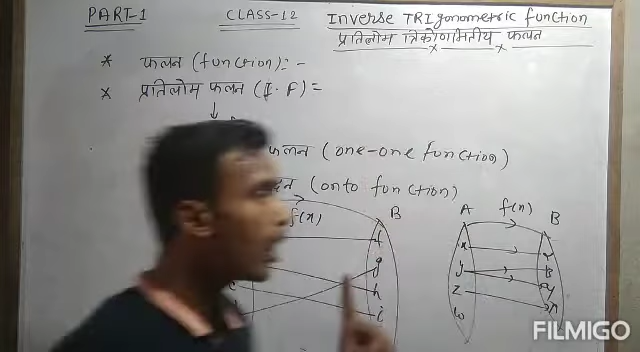 PART-1 CLASS-12 Inverse TRIgonometric function
प्रतिलोम त्रिकोणमितीय फलन
* फलन (function):-
* प्रतिलोम फलन (I.F)=
फलन (one-one function)
(onto function)
f(x) B
f
g
h
i
A f(x) B
x
y
z
w
FILMIGO